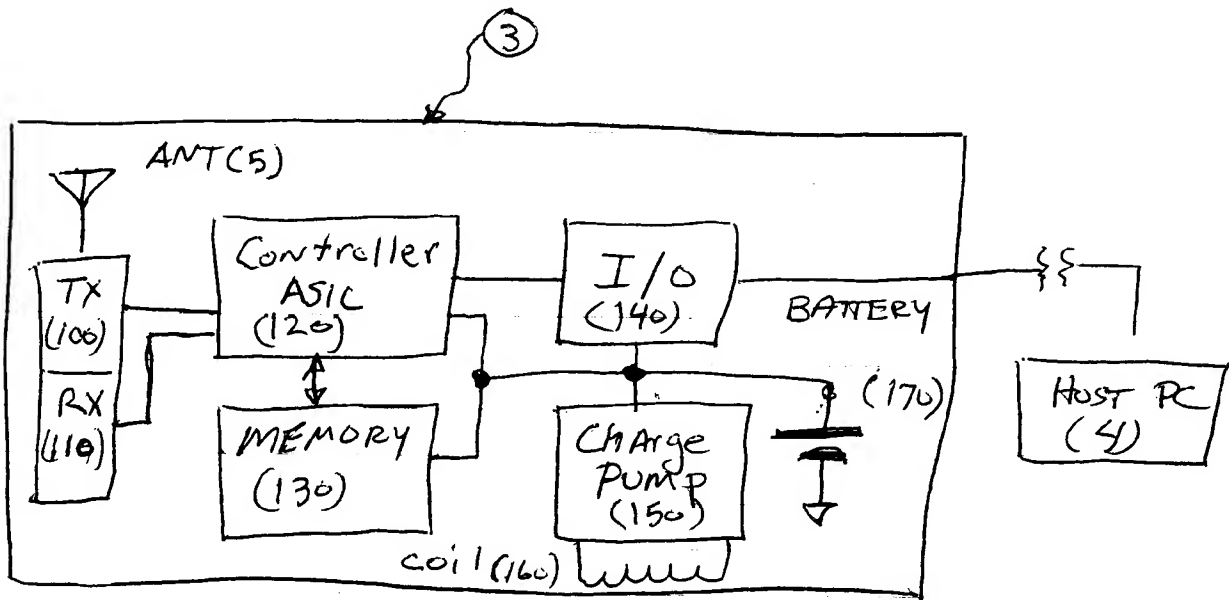 3
ANT(5)
TX
(100)
RX
(110)
Controller
ASIC
(120)
MEMORY
(130)
I/O
(140)
BATTERY
(170)
Charge
Pump
(150)
coil(160)
HOST PC
(4)